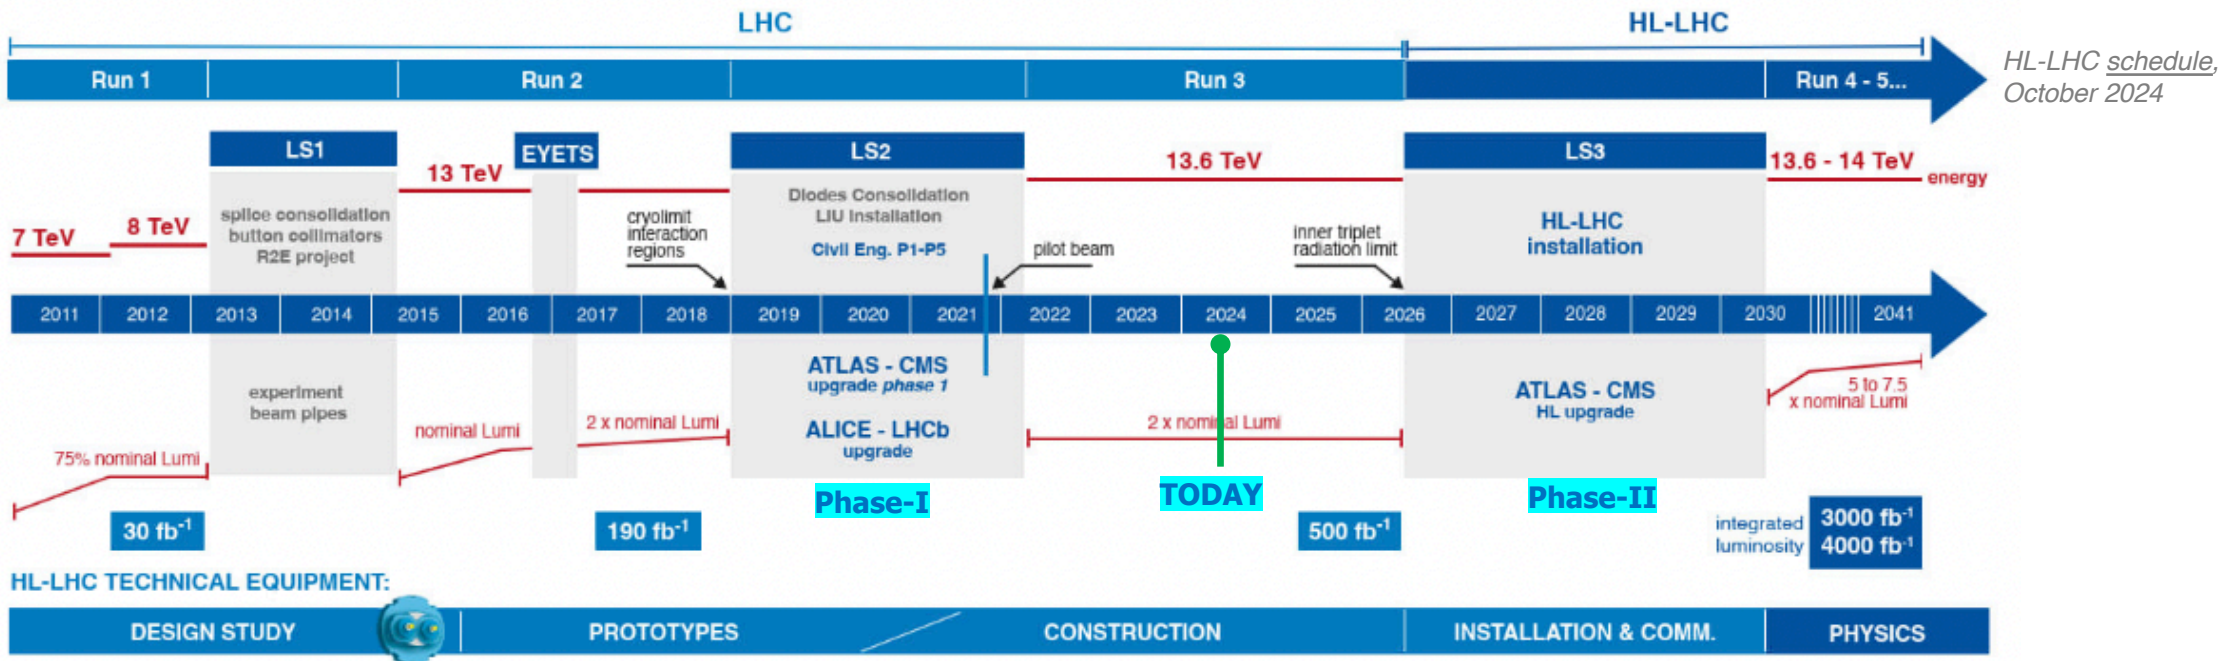 LHC
HL-LHC
Run 1
Run 2
Run 3
Run 4 - 5...
HL-LHC schedule,
October 2024
LS1
EYETS
LS2
LS3
13 TeV
13.6 TeV
13.6 - 14 TeV
energy
7 TeV
8 TeV
splice consolidation
button collimators
R2E project
cryolimit
interaction
regions
Diodes Consolidation
LIU Installation
Civil Eng. P1-P5
pilot beam
inner triplet
radiation limit
HL-LHC
installation
2011
2012
2013
2014
2015
2016
2017
2018
2019
2020
2021
2022
2023
2024
2025
2026
2027
2028
2029
2030
2041
experiment
beam pipes
ATLAS - CMS
upgrade phase 1
ALICE - LHCb
upgrade
ATLAS - CMS
HL upgrade
5 to 7.5
x nominal Lumi
75% nominal Lumi
nominal Lumi
2 x nominal Lumi
2 x nominal Lumi
Phase-I
TODAY
Phase-II
30 fb⁻¹
190 fb⁻¹
500 fb⁻¹
integrated
luminosity
3000 fb⁻¹
4000 fb⁻¹
HL-LHC TECHNICAL EQUIPMENT:
DESIGN STUDY
PROTOTYPES
CONSTRUCTION
INSTALLATION & COMM.
PHYSICS